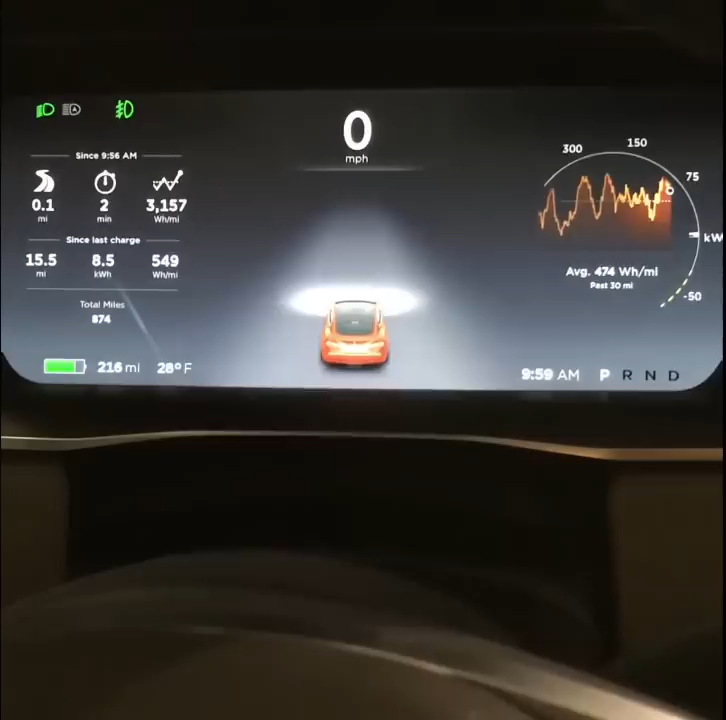 0
mph
Since 9:56 AM
0.1 2 3,157
mi min Wh/mi
Since last charge
15.5 8.5 549
mi kWh Wh/mi
Total Miles
874
216 mi 28° F
300 150
75
kW
-50
Avg. 474 Wh/mi
Past 30 mi
9:59 AM P R N D